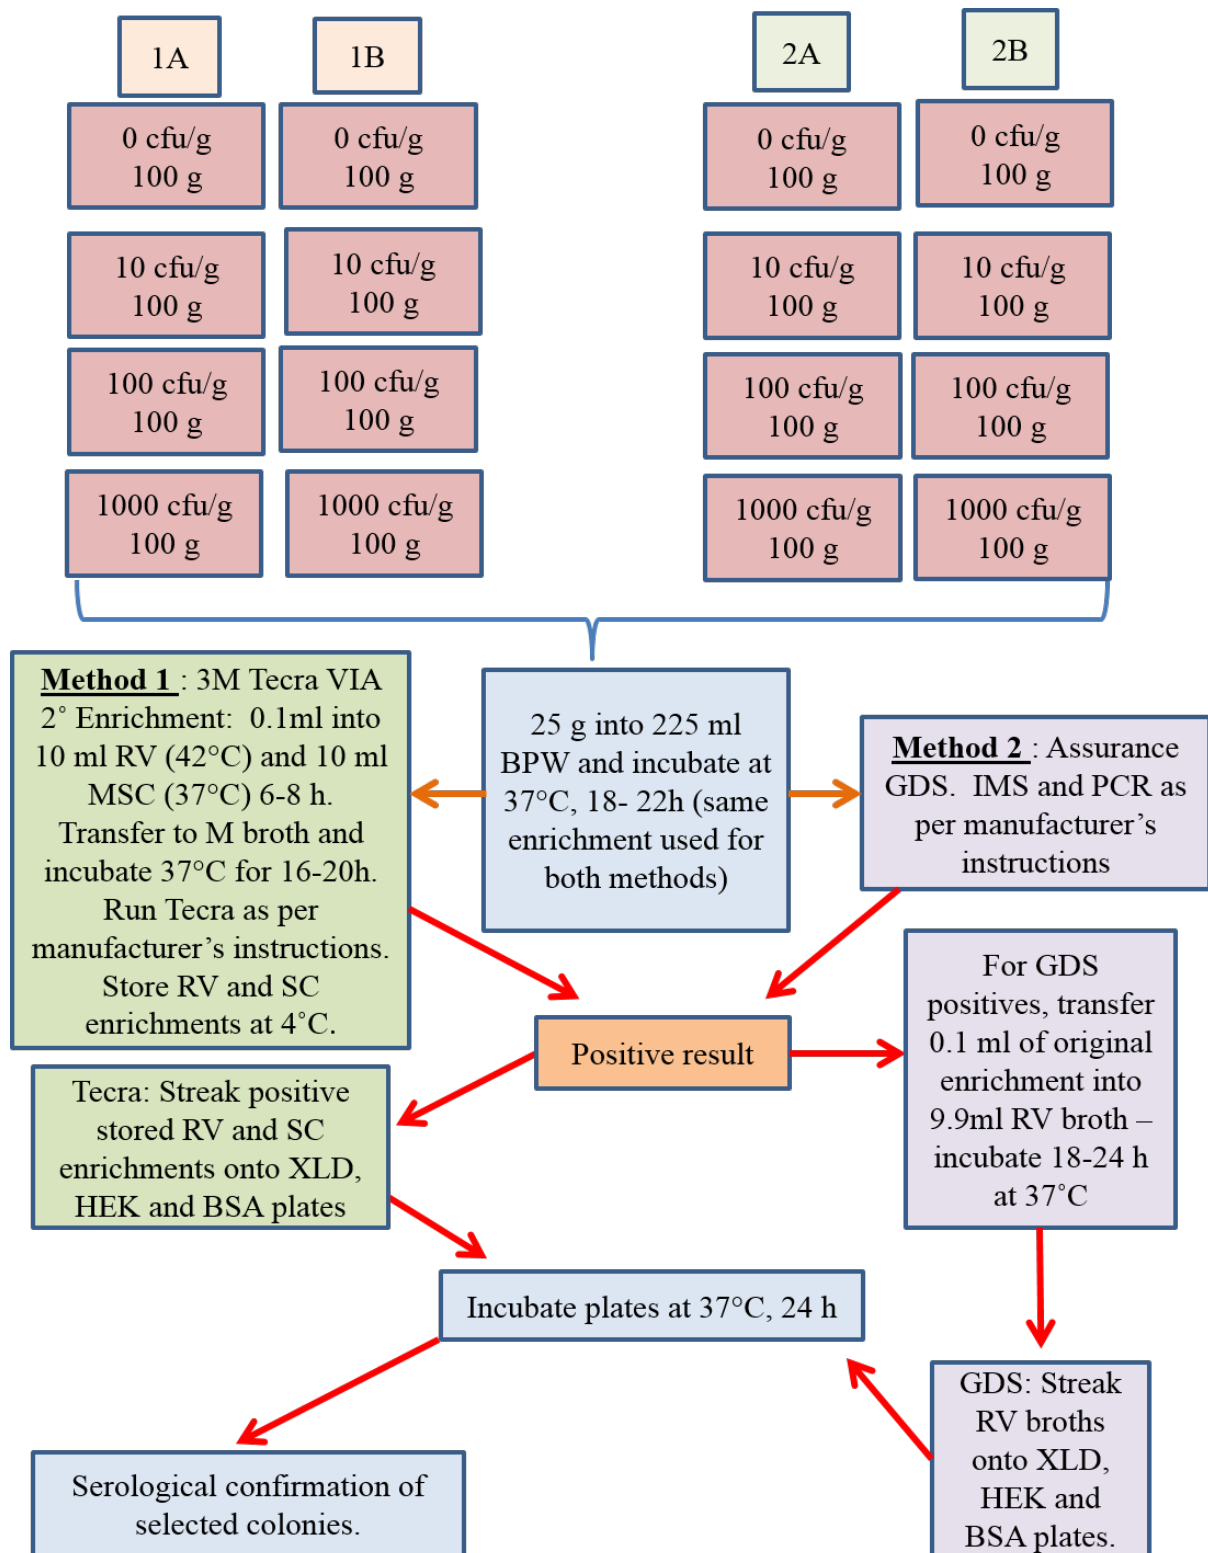 1A
1B
2A
2B
0 cfu/g
100 g
0 cfu/g
100 g
0 cfu/g
100 g
0 cfu/g
100 g
10 cfu/g
100 g
10 cfu/g
100 g
10 cfu/g
100 g
10 cfu/g
100 g
100 cfu/g
100 g
100 cfu/g
100 g
100 cfu/g
100 g
100 cfu/g
100 g
1000 cfu/g
100 g
1000 cfu/g
100 g
1000 cfu/g
100 g
1000 cfu/g
100 g
Method 1 : 3M Tecra VIA
2˚ Enrichment: 0.1ml into
10 ml RV (42°C) and 10 ml
MSC (37°C) 6-8 h.
Transfer to M broth and
incubate 37°C for 16-20h.
Run Tecra as per
manufacturer’s instructions.
Store RV and SC
enrichments at 4˚C.
25 g into 225 ml
BPW and incubate at
37°C, 18- 22h (same
enrichment used for
both methods)
Method 2 : Assurance
GDS. IMS and PCR as
per manufacturer’s
instructions
Positive result
For GDS
positives, transfer
0.1 ml of original
enrichment into
9.9ml RV broth –
incubate 18-24 h
at 37˚C
Tecra: Streak positive
stored RV and SC
enrichments onto XLD,
HEK and BSA plates
Incubate plates at 37°C, 24 h
GDS: Streak
RV broths
onto XLD,
HEK and
BSA plates.
Serological confirmation of
selected colonies.